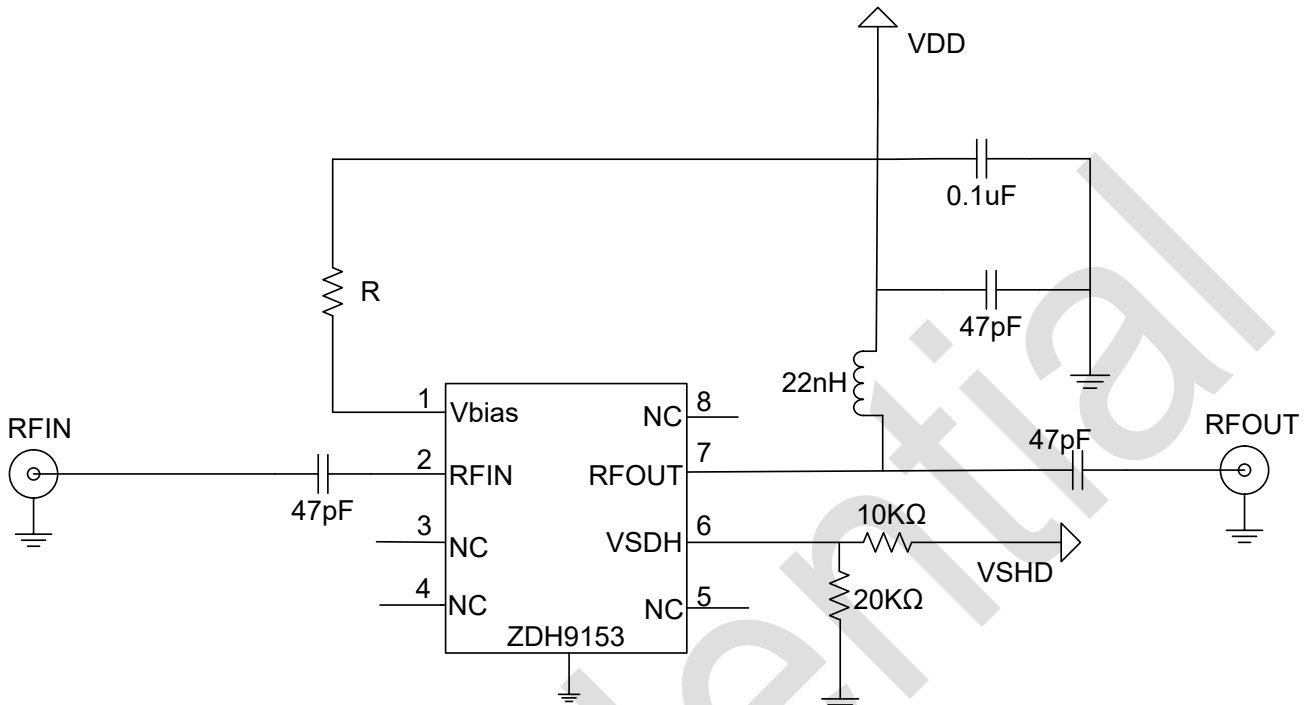 VDD
0.1uF
R
47pF
22nH
RFIN
47pF
1 Vbias
2 RFIN
3 NC
4 NC
NC 8
RFOUT 7
VSDH 6
NC 5
ZDH9153
47pF
RFOUT
10KΩ
VSHD
20KΩ
ential